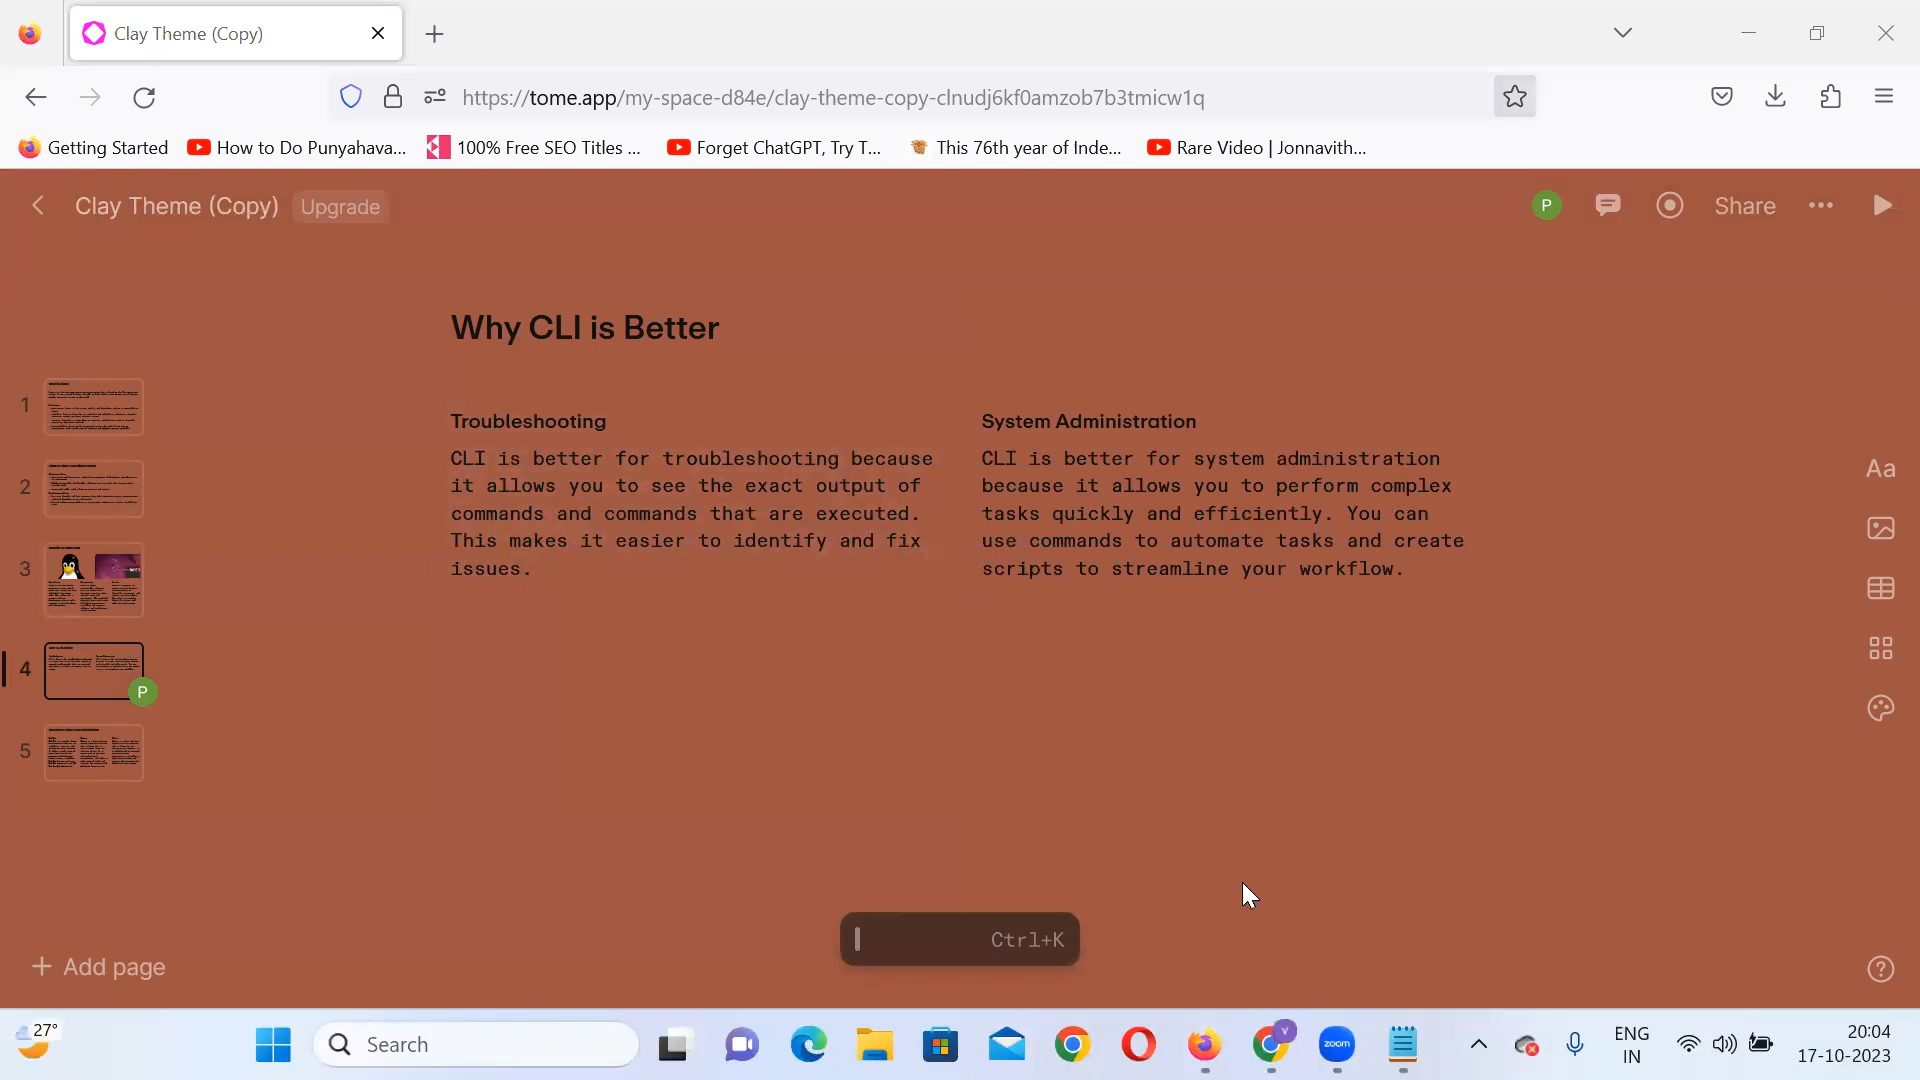 Clay Theme (Copy)
https://tome.app/my-space-d84e/clay-theme-copy-clnudj6kf0amzob7b3tmicw1q
Getting Started
How to Do Punyahava...
100% Free SEO Titles ...
Forget ChatGPT, Try T...
This 76th year of Inde...
Rare Video | Jonnavith...
Clay Theme (Copy)
Upgrade
P
Share
Why CLI is Better
Troubleshooting
CLI is better for troubleshooting because
it allows you to see the exact output of
commands and commands that are executed.
This makes it easier to identify and fix
issues.
System Administration
CLI is better for system administration
because it allows you to perform complex
tasks quickly and efficiently. You can
use commands to automate tasks and create
scripts to streamline your workflow.
1
2
3
4
P
5
Aa
Ctrl+K
+ Add page
27°
Search
V
zoom
ENG
IN
20:04
17-10-2023